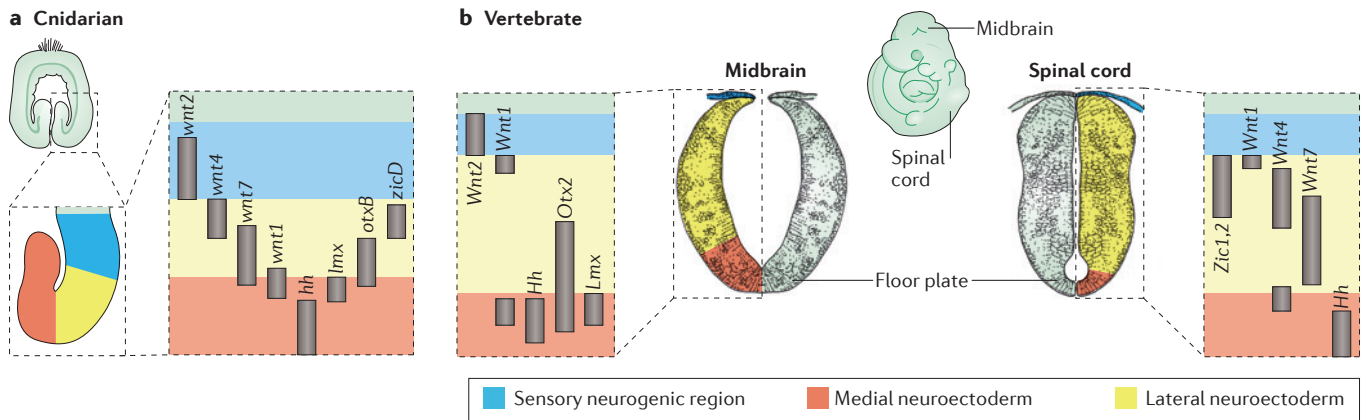 a Cnidarian
wnt2
wnt4
wnt7
wnt1
hh
lmx
otxB
zicD
b Vertebrate
Midbrain
Spinal cord
Midbrain
Spinal
cord
Wnt2
Wnt1
Hh
Otx2
Lmx
Floor plate
Zic1,2
Wnt1
Wnt4
Wnt7
Hh
Sensory neurogenic region
Medial neuroectoderm
Lateral neuroectoderm